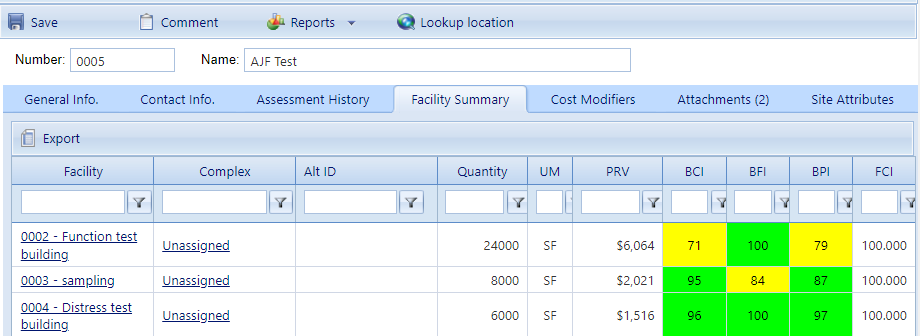 Save Comment Reports Lookup location
Number: 0005 Name: AJF Test
General Info. Contact Info. Assessment History Facility Summary Cost Modifiers Attachments (2) Site Attributes
Export
Facility Complex Alt ID Quantity UM PRV BCI BFI BPI FCI
0002 - Function test
building Unassigned 24000 SF $6,064 71 100 79 100.000
0003 - sampling Unassigned 8000 SF $2,021 95 84 87 100.000
0004 - Distress test
building Unassigned 6000 SF $1,516 96 100 97 100.000